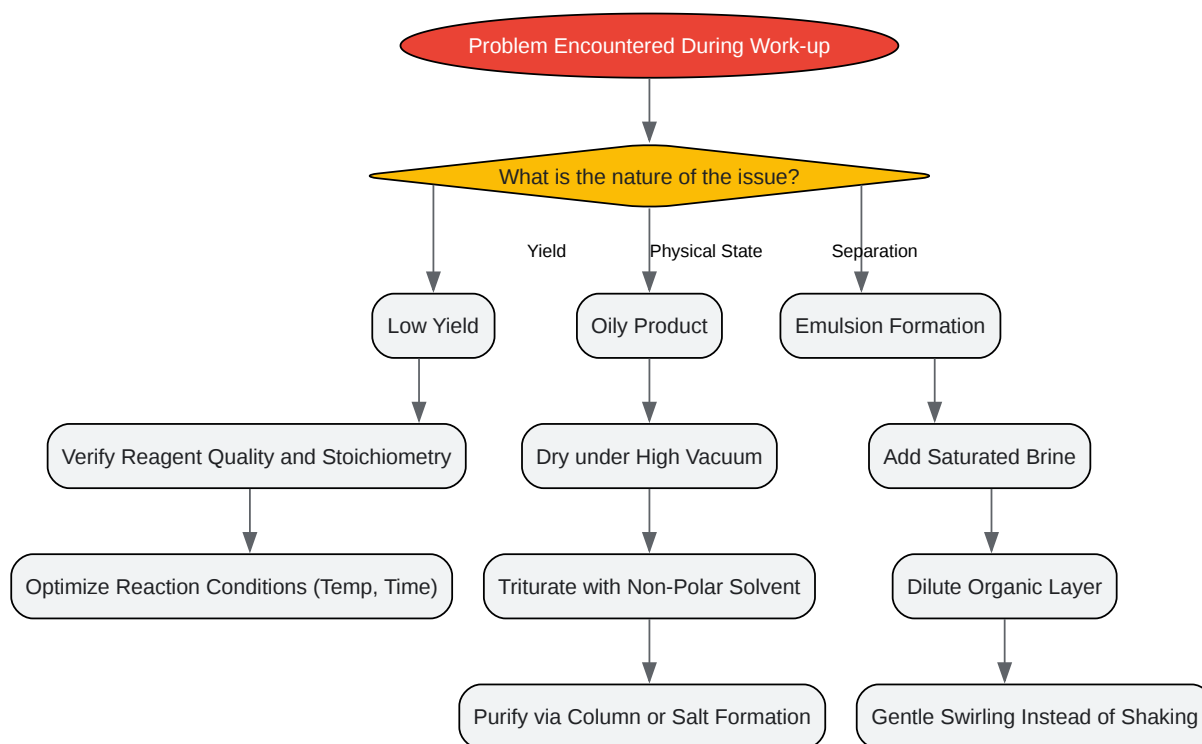 Problem Encountered During Work-up
What is the nature of the issue?
Yield
Physical State
Separation
Low Yield
Oily Product
Emulsion Formation
Verify Reagent Quality and Stoichiometry
Dry under High Vacuum
Add Saturated Brine
Optimize Reaction Conditions (Temp, Time)
Triturate with Non-Polar Solvent
Dilute Organic Layer
Purify via Column or Salt Formation
Gentle Swirling Instead of Shaking